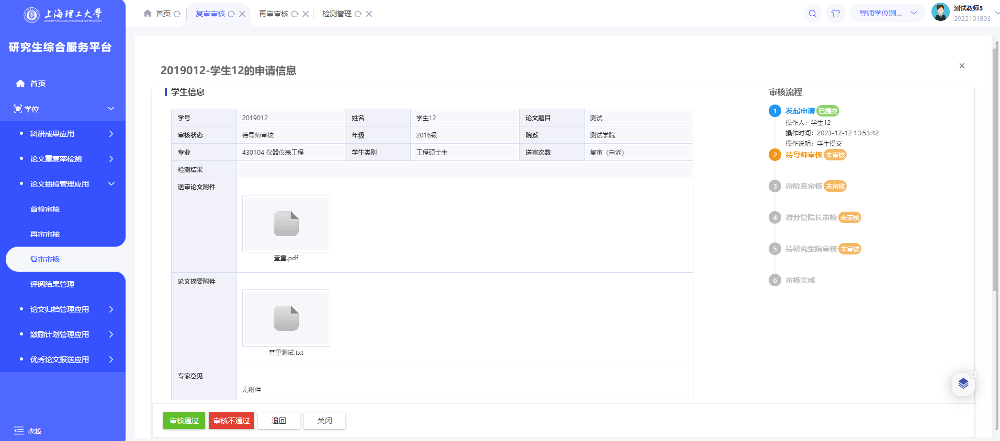 上海理工大学
UNIVERSITY OF SHANGHAI FOR SCIENCE AND TECHNOLOGY
研究生综合服务平台
首页
学位
科研成果应用
论文重复率检测
论文抽检管理应用
首检审核
再审审核
复审审核
评阅结果管理
论文归档管理应用
激励计划管理应用
优秀论文报送应用
收起
首页 复审审核 再审审核 检测管理
导师学位测...
测试教师3
2022101803
2019012-学生12的申请信息
学生信息
学号 2019012 姓名 学生12 论文题目 测试
审核状态 待导师审核 年级 2016级 院系 测试学院
专业 430104 仪器仪表工程 学生类别 工程硕士生 送审次数 复审（申诉）
检测结果
送审论文附件
查重.pdf
论文摘要附件
查重测试.txt
专家意见
无附件
审核通过 审核不通过 退回 关闭
审核流程
1 发起申请 已提交
操作人：学生12
操作时间：2023-12-12 13:53:42
操作说明：学生提交
2 待导师审核 未审核
3 待院系审核 未审核
4 待分管院长审核 未审核
5 待研究生院审核 未审核
6 审核完成